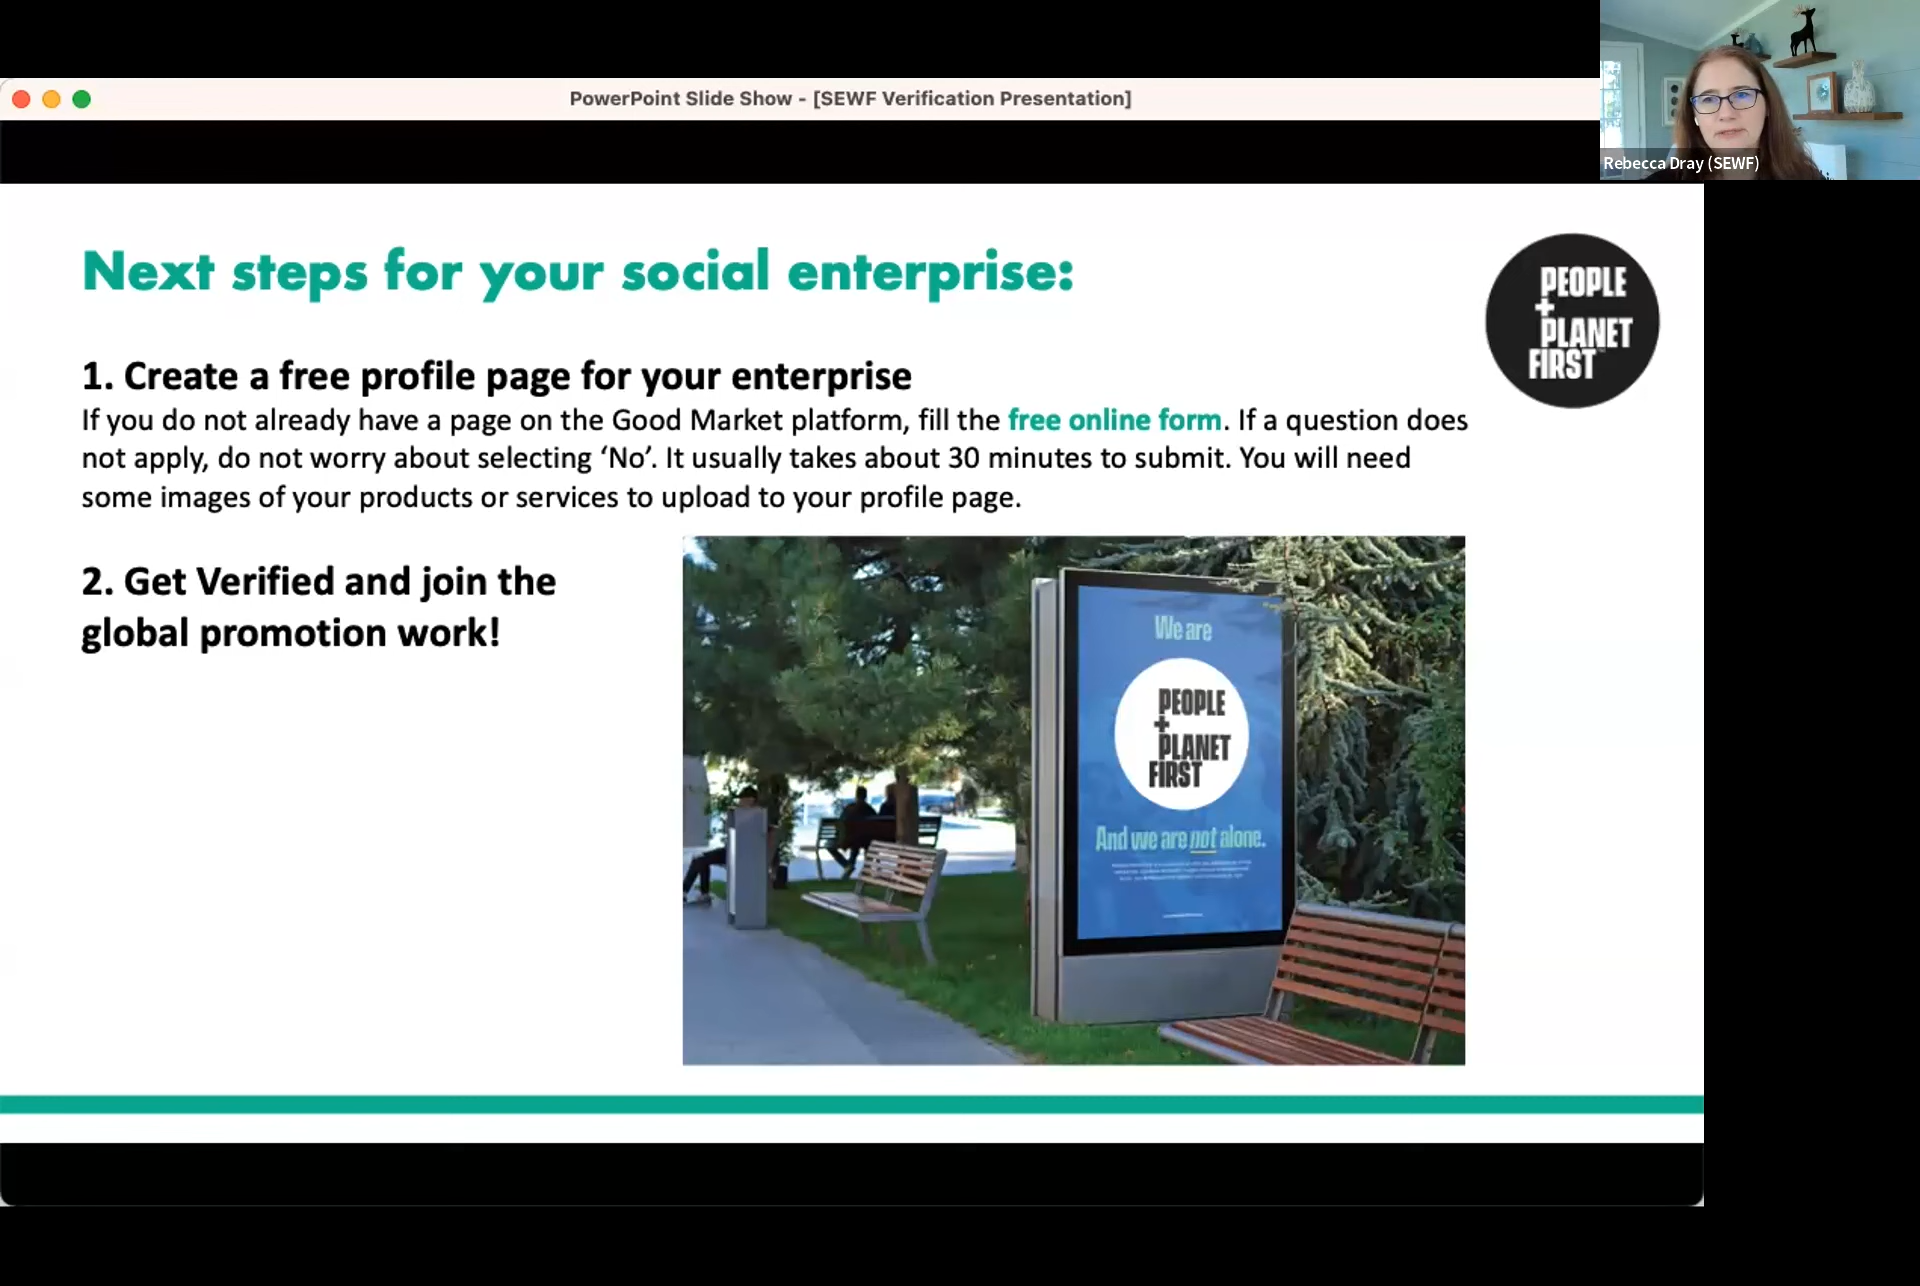 PowerPoint Slide Show - [SEWF Verification Presentation]
Rebecca Dray (SEWF)
Next steps for your social enterprise:
PEOPLE
+
PLANET
FIRST
1. Create a free profile page for your enterprise
If you do not already have a page on the Good Market platform, fill the free online form. If a question does
not apply, do not worry about selecting ‘No’. It usually takes about 30 minutes to submit. You will need
some images of your products or services to upload to your profile page.
2. Get Verified and join the
global promotion work!
We are
PEOPLE
+
PLANET
FIRST
And we are not alone.